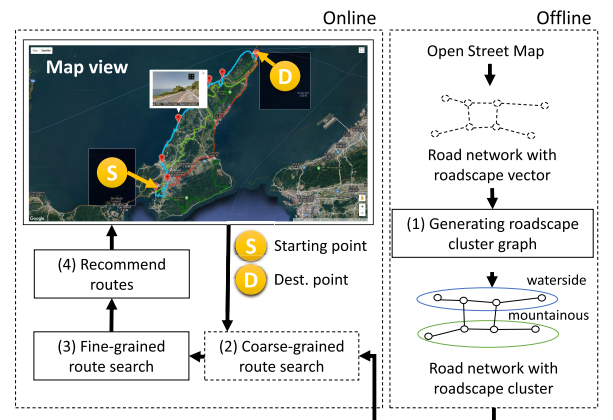 Online
Offline
Map view
D
S
Google
Open Street Map
Road network with
roadscape vector
(1) Generating roadscape
cluster graph
S
Starting point
D
Dest. point
(4) Recommend
routes
(3) Fine-grained
route search
(2) Coarse-grained
route search
waterside
mountainous
Road network with
roadscape cluster